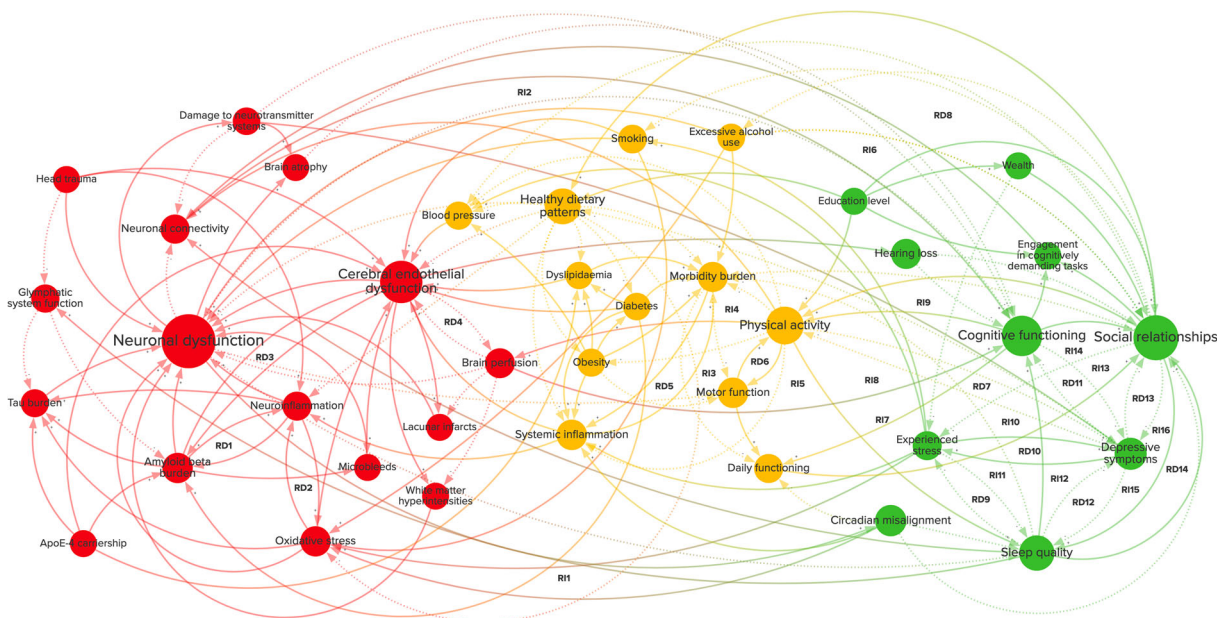 RI2
RD8
Damage to neurotransmitter
systems
Smoking
Excessive alcohol
use
RI6
Brain atrophy
Wealth
Head trauma
Healthy dietary
patterns
Education level
Blood pressure
Neuronal connectivity
Hearing loss
Engagement
in cognitively
demanding tasks
Cerebral endothelial
dysfunction
Dyslipidaemia
Morbidity burden
Glymphatic
system function
Diabetes
RI9
RI4
RD4
Physical activity
Cognitive functioning
Social relationships
Neuronal dysfunction
RD3
Brain perfusion
Obesity
RD6
RI14
RI3
RI5
RI8
RI13
RD5
RD7
RD11
Motor function
Tau burden
Neuroinflammation
RD13
RI7
RI10
Lacunar infarcts
Systemic inflammation
RI16
RD1
Experienced
stress
RD10
Depressive
symptoms
Amyloid beta
burden
Microbleeds
Daily functioning
RI11
RI12
RD14
RD2
White matter
hyperintensities
RD9
RD12
RI15
Circadian misalignment
ApoE-4 carriership
Oxidative stress
Sleep quality
RI1